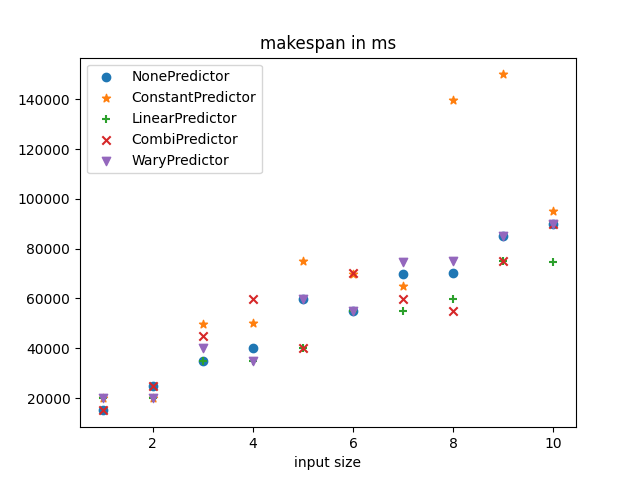 makespan in ms
NonePredictor
ConstantPredictor
LinearPredictor
CombiPredictor
WaryPredictor
140000
120000
100000
80000
60000
40000
20000
2 4 6 8 10
input size